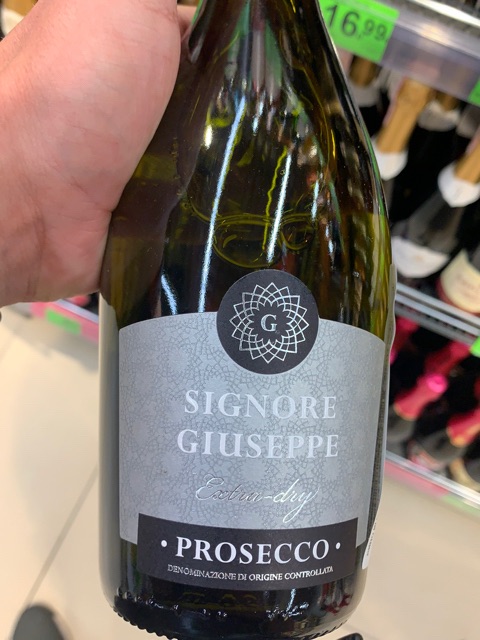 16,99
G
SIGNORE
GIUSEPPE
Extra-dry
• PROSECCO •
DENOMINAZIONE DI ORIGINE CONTROLLATA